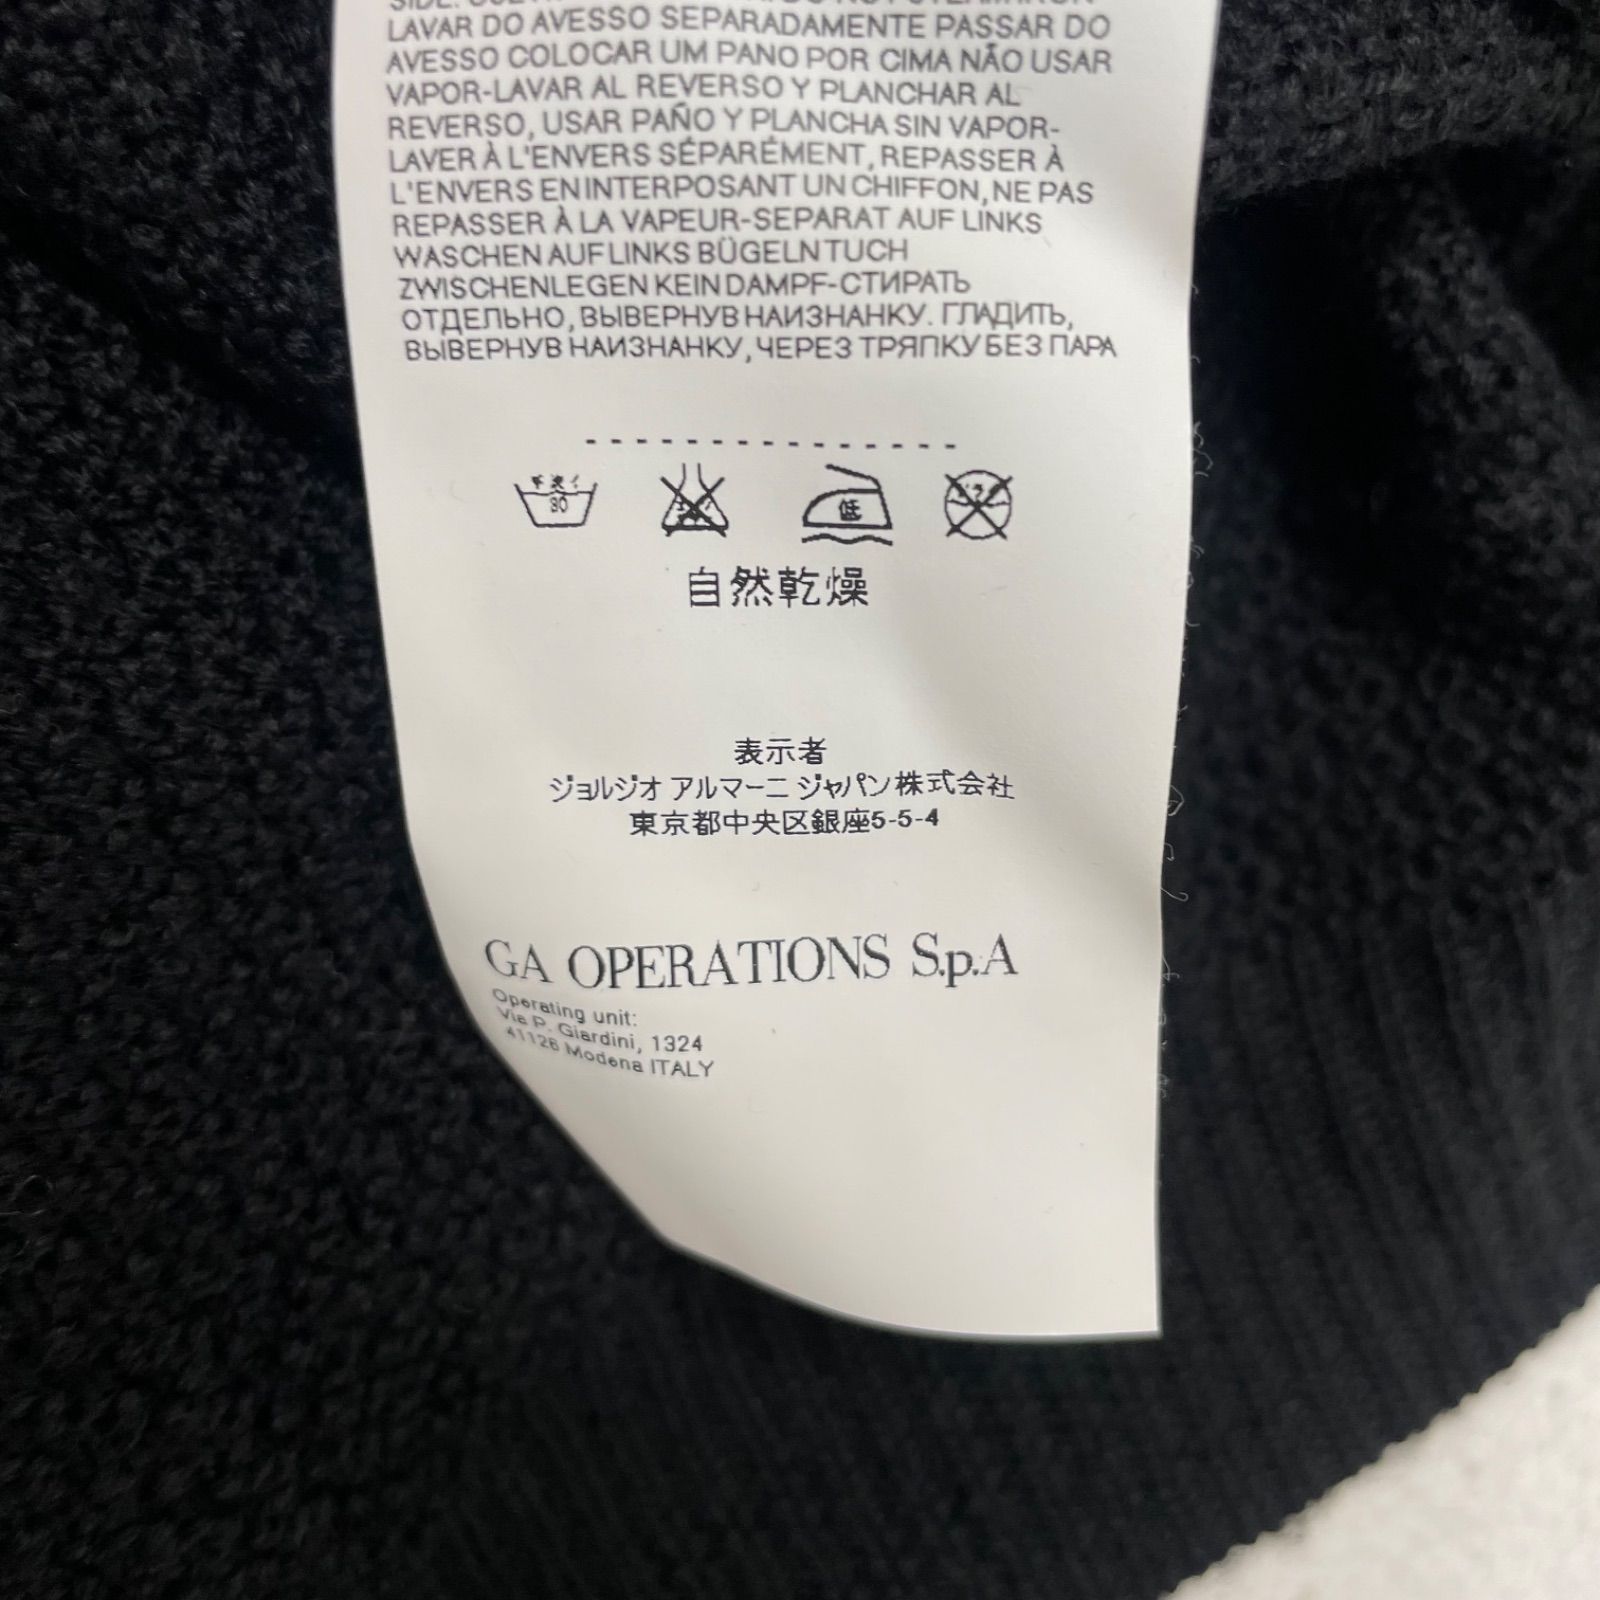 LAVAR DO AVESSO SEPARADAMENTE PASSAR DO
AVESSO COLOCAR UM PANO POR CIMA NÃO USAR
VAPOR-LAVAR AL REVERSO Y PLANCHAR AL
REVERSO, USAR PAÑO Y PLANCHA SIN VAPOR-
LAVER À L'ENVERS SÉPARÉMENT, REPASSER À
L'ENVERS EN INTERPOSANT UN CHIFFON, NE PAS
REPASSER À LA VAPEUR-SEPARAT AUF LINKS
WASCHEN AUF LINKS BÜGELN TUCH
ZWISCHENLEGEN KEIN DAMPF-СТИРАТЬ
ОТДЕЛЬНО, ВЫВЕРНУВ НАИЗНАНКУ. ГЛАДИТЬ,
ВЫВЕРНУВ НАИЗНАНКУ, ЧЕРЕЗ ТРЯПКУ БЕЗ ПАРА
手洗イ
30
低
自然乾燥
表示者
ジョルジオ アルマーニ ジャパン株式会社
東京都中央区銀座5-5-4
GA OPERATIONS S.p.A
Operating unit:
Via P. Giardini, 1324
41126 Modena ITALY